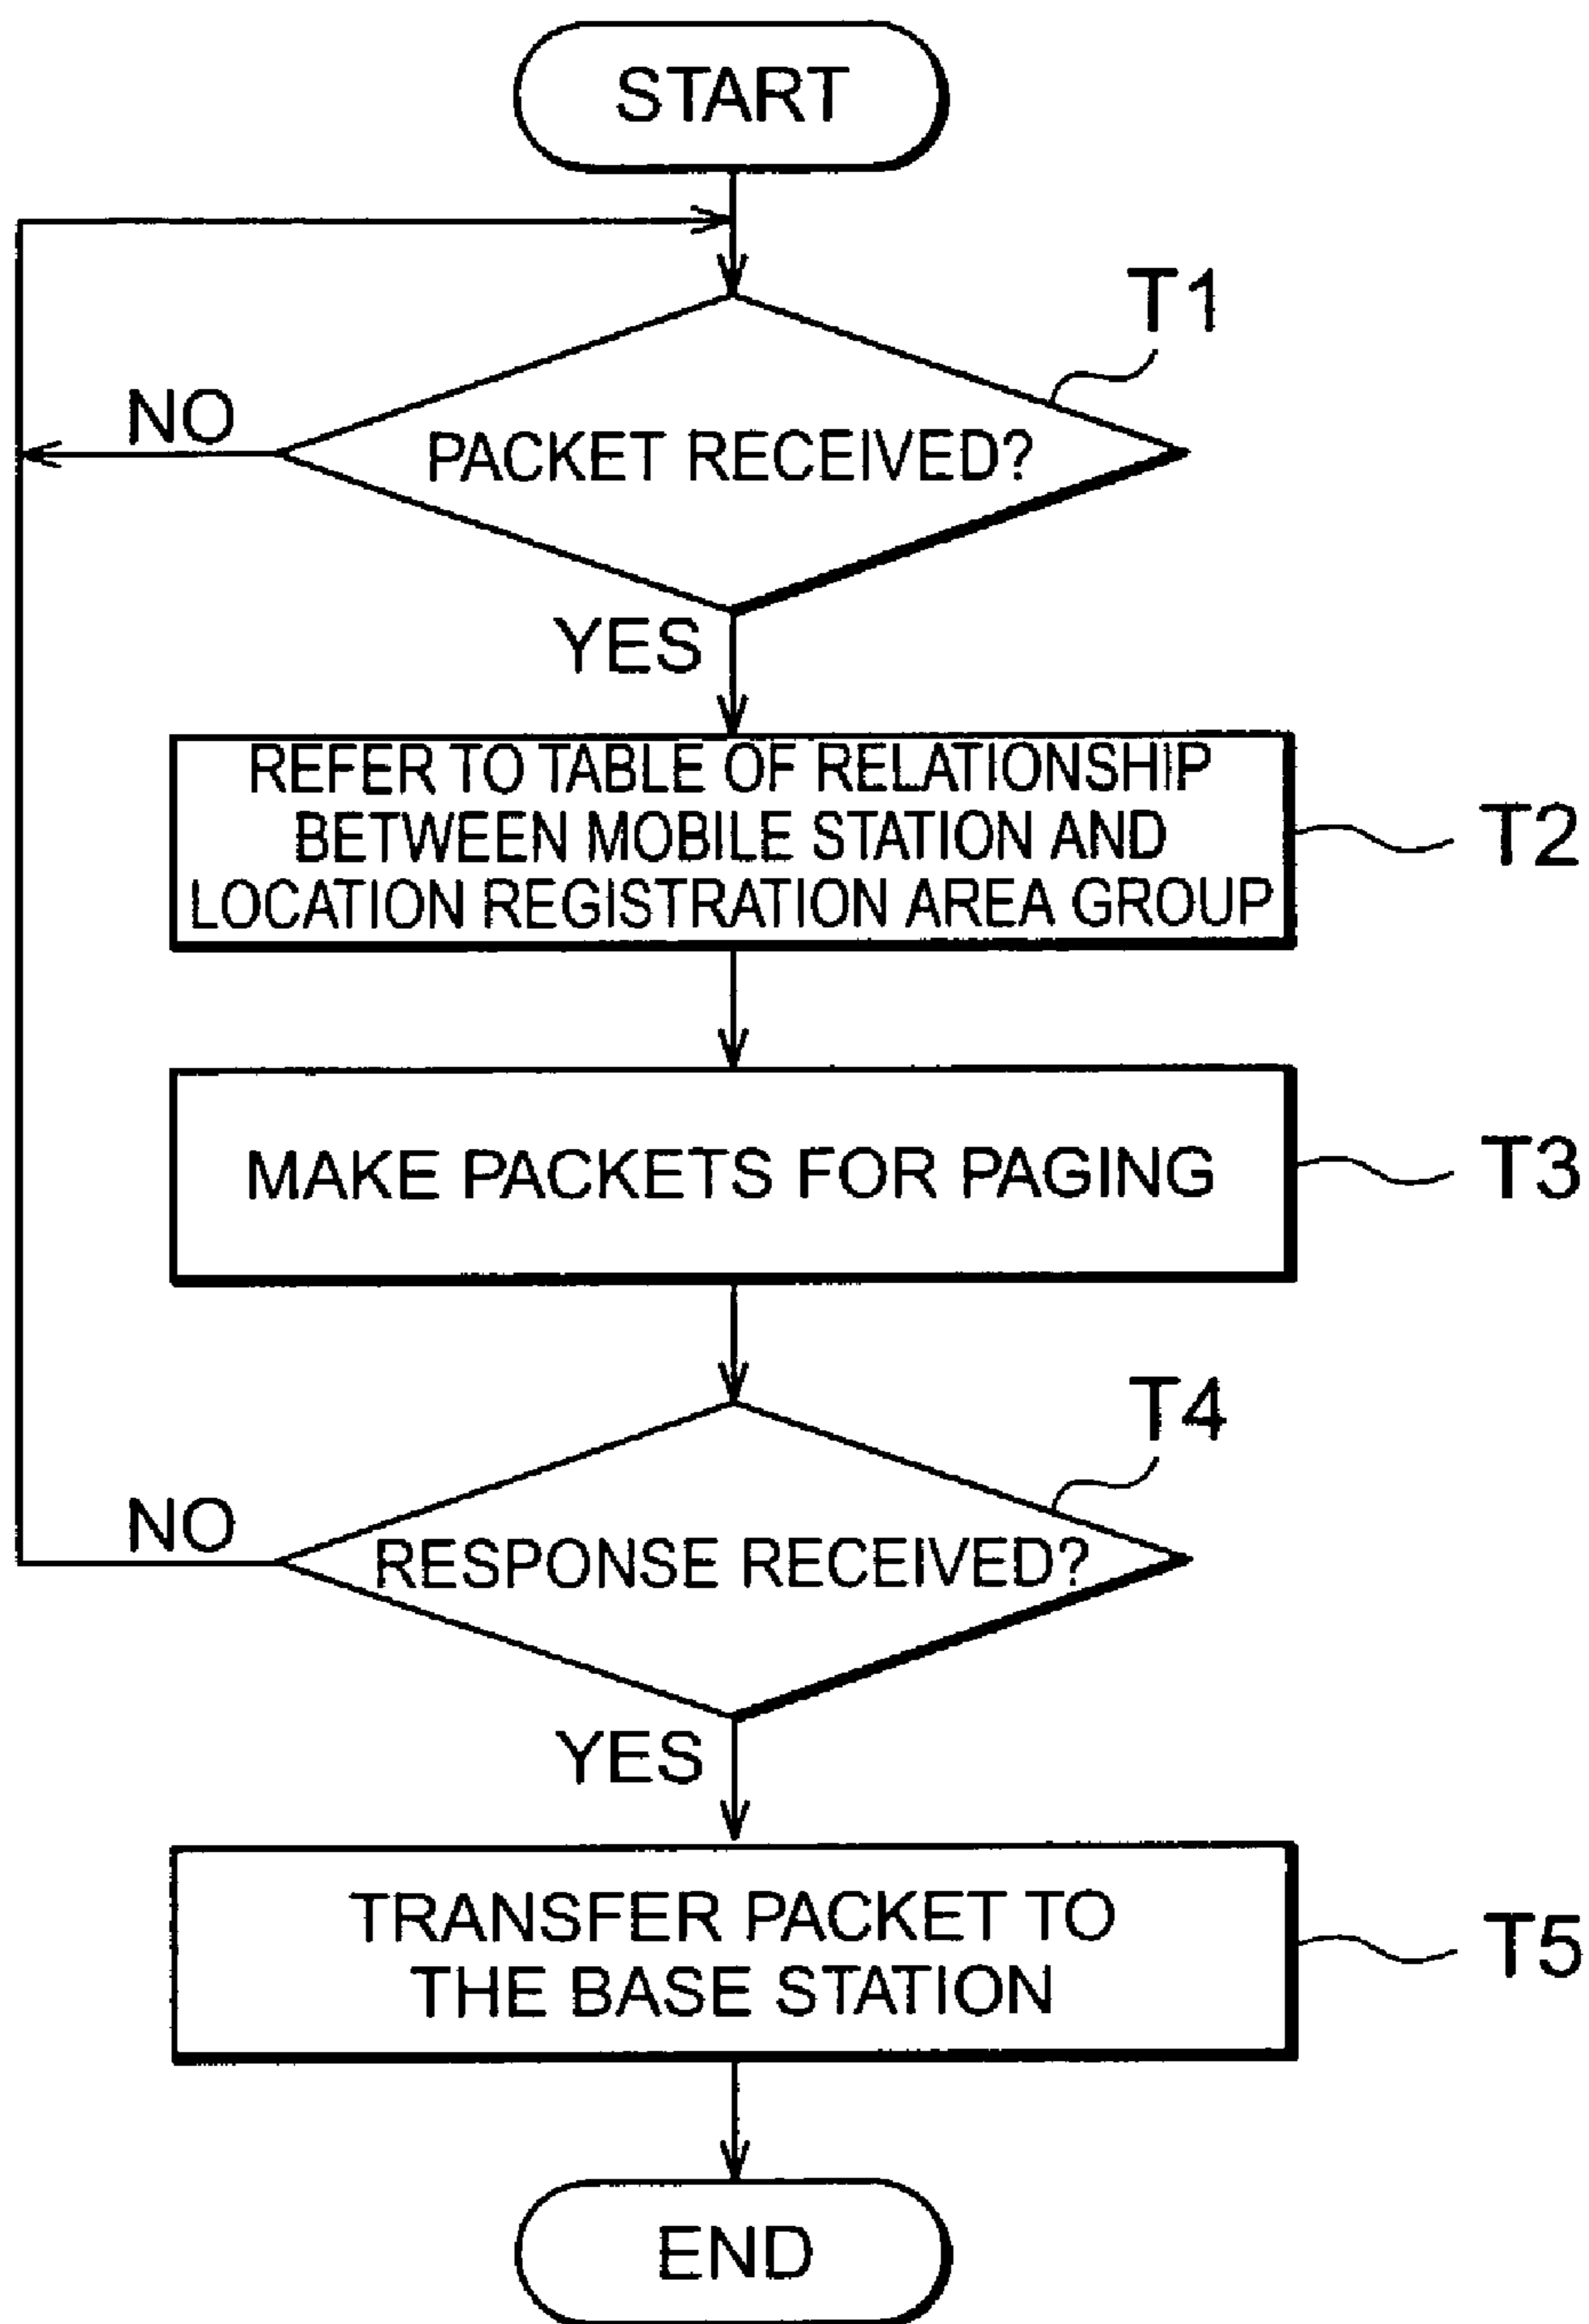 START
T1
NO
PACKET RECEIVED?
YES
REFER TO TABLE OF RELATIONSHIP
BETWEEN MOBILE STATION AND
LOCATION REGISTRATION AREA GROUP
T2
MAKE PACKETS FOR PAGING
T3
T4
NO
RESPONSE RECEIVED?
YES
TRANSFER PACKET TO
THE BASE STATION
T5
END